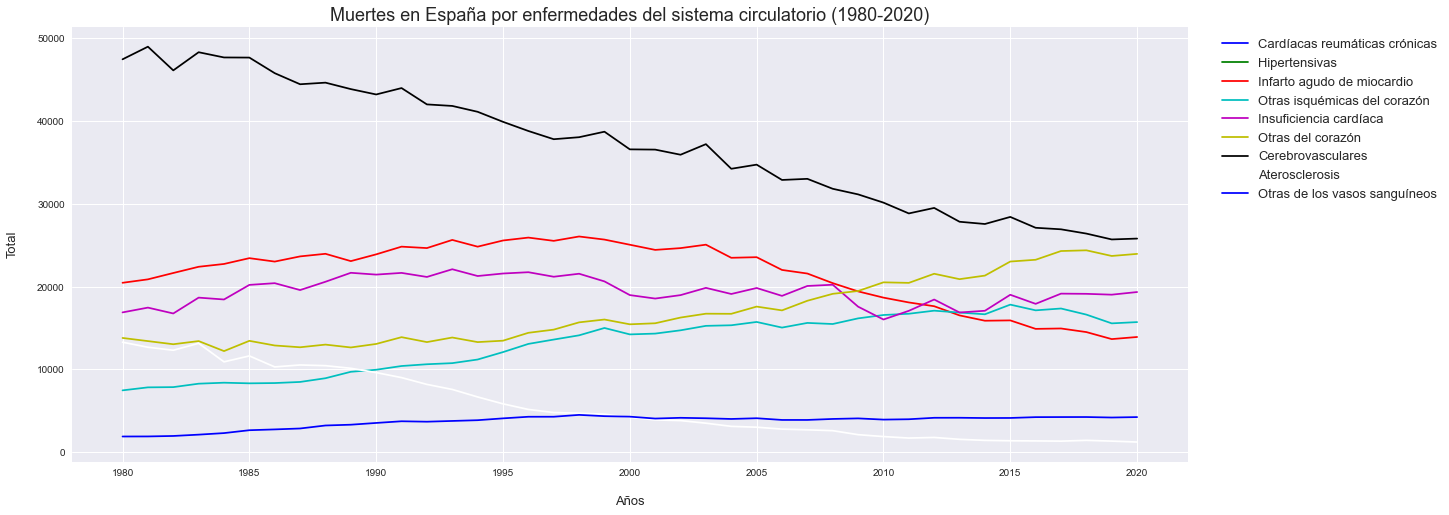 Muertes en España por enfermedades del sistema circulatorio (1980-2020)
50000
40000
30000
20000
10000
0
Total
1980 1985 1990 1995 2000 2005 2010 2015 2020
Años
Cardíacas reumáticas crónicas
Hipertensivas
Infarto agudo de miocardio
Otras isquémicas del corazón
Insuficiencia cardíaca
Otras del corazón
Cerebrovasculares
Aterosclerosis
Otras de los vasos sanguíneos